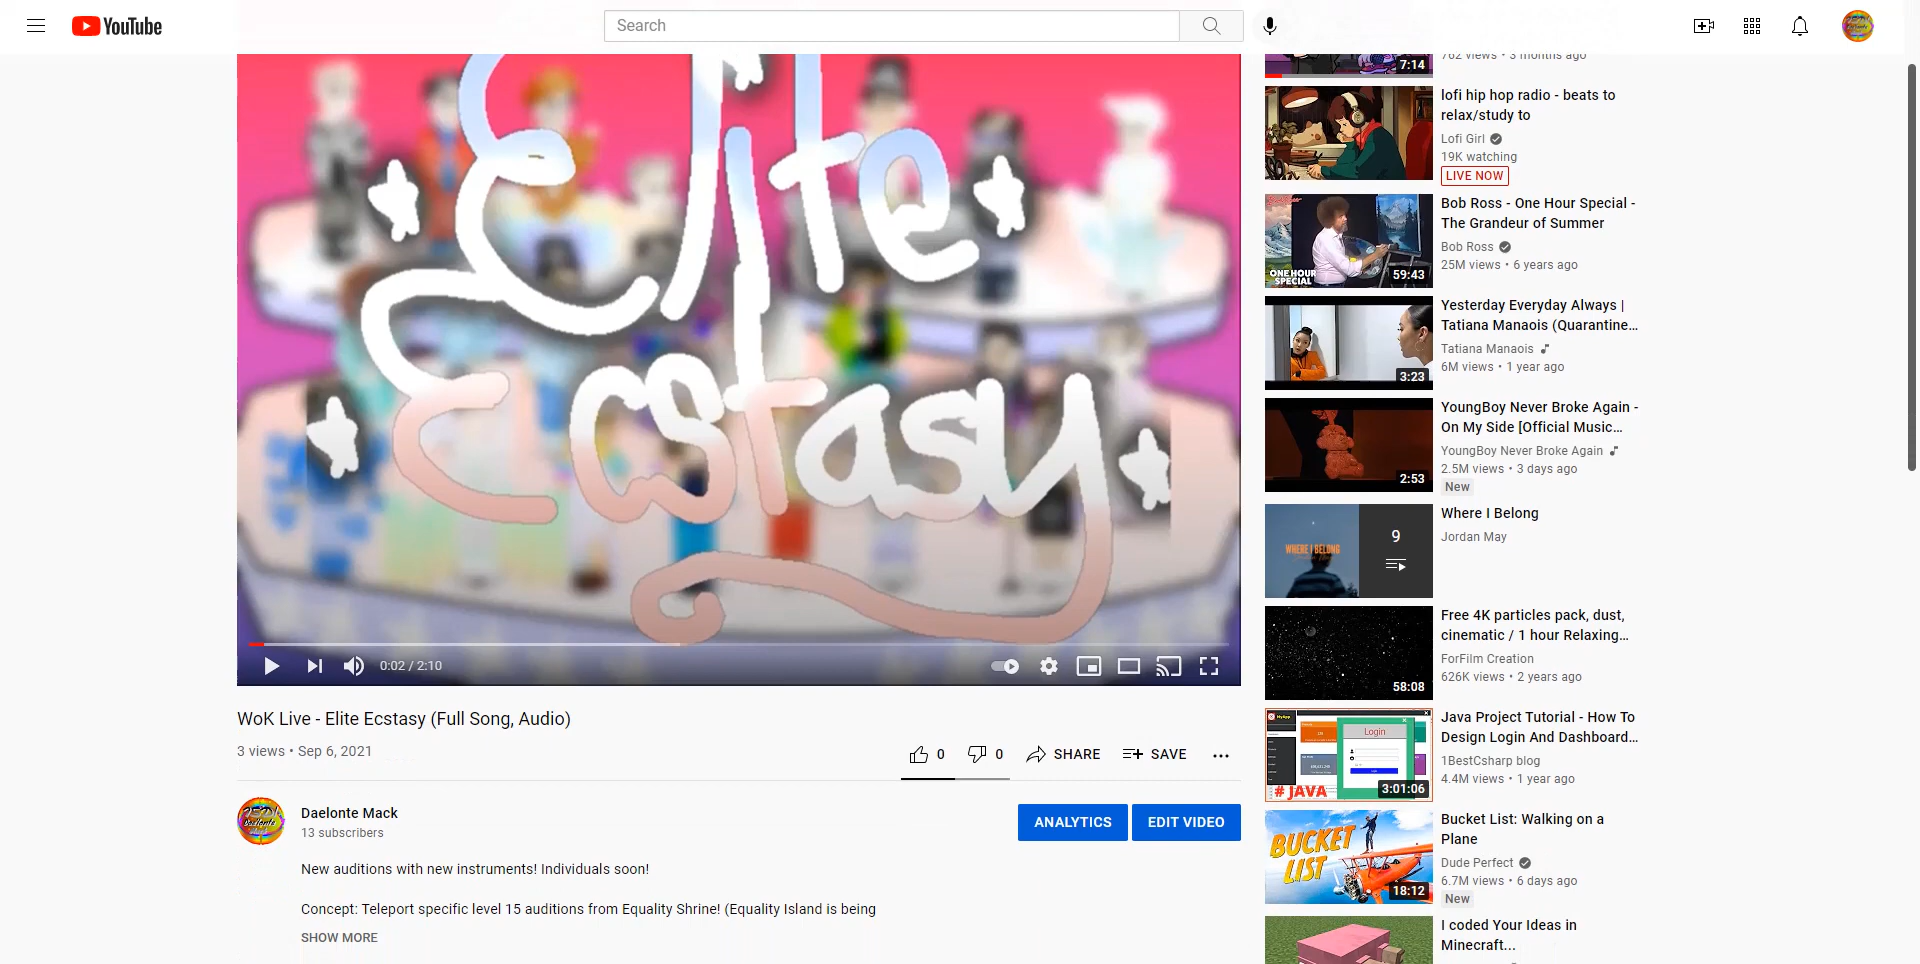 YouTube
Search
Elite
Ecstasy
0:02 / 2:10
WoK Live - Elite Ecstasy (Full Song, Audio)
3 views • Sep 6, 2021
0
0
SHARE
SAVE
Daelonte Mack
13 subscribers
ANALYTICS
EDIT VIDEO
New auditions with new instruments! Individuals soon!
Concept: Teleport specific level 15 auditions from Equality Shrine! (Equality Island is being
SHOW MORE
7:14
762 views • 3 months ago
lofi hip hop radio - beats to
relax/study to
Lofi Girl
19K watching
LIVE NOW
ONE HOUR
SPECIAL
59:43
Bob Ross - One Hour Special -
The Grandeur of Summer
Bob Ross
25M views • 6 years ago
3:23
Yesterday Everyday Always |
Tatiana Manaois (Quarantine...
Tatiana Manaois
6M views • 1 year ago
2:53
YoungBoy Never Broke Again -
On My Side [Official Music...
YoungBoy Never Broke Again
2.5M views • 3 days ago
New
WHERE I BELONG
9
Where I Belong
Jordan May
58:08
Free 4K particles pack, dust,
cinematic / 1 hour Relaxing...
ForFilm Creation
626K views • 2 years ago
MyApp
Login
# JAVA
3:01:06
Java Project Tutorial - How To
Design Login And Dashboard...
1BestCsharp blog
4.4M views • 1 year ago
BUCKET
LIST
18:12
Bucket List: Walking on a
Plane
Dude Perfect
6.7M views • 6 days ago
New
I coded Your Ideas in
Minecraft...